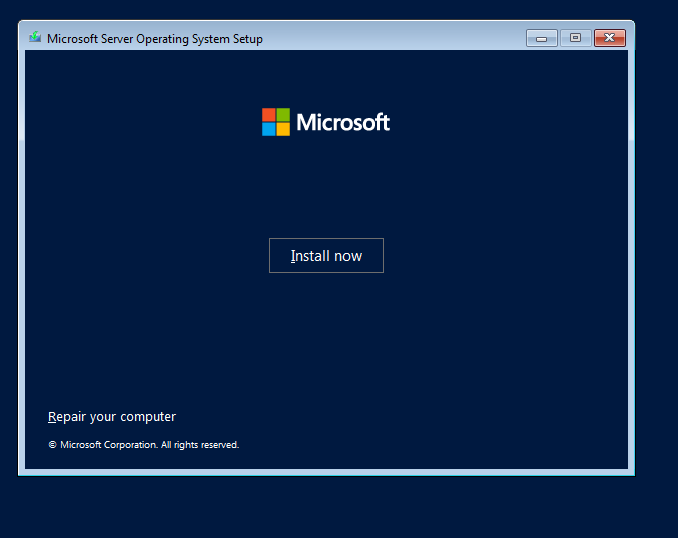 Microsoft Server Operating System Setup
Microsoft
Install now
Repair your computer
© Microsoft Corporation. All rights reserved.